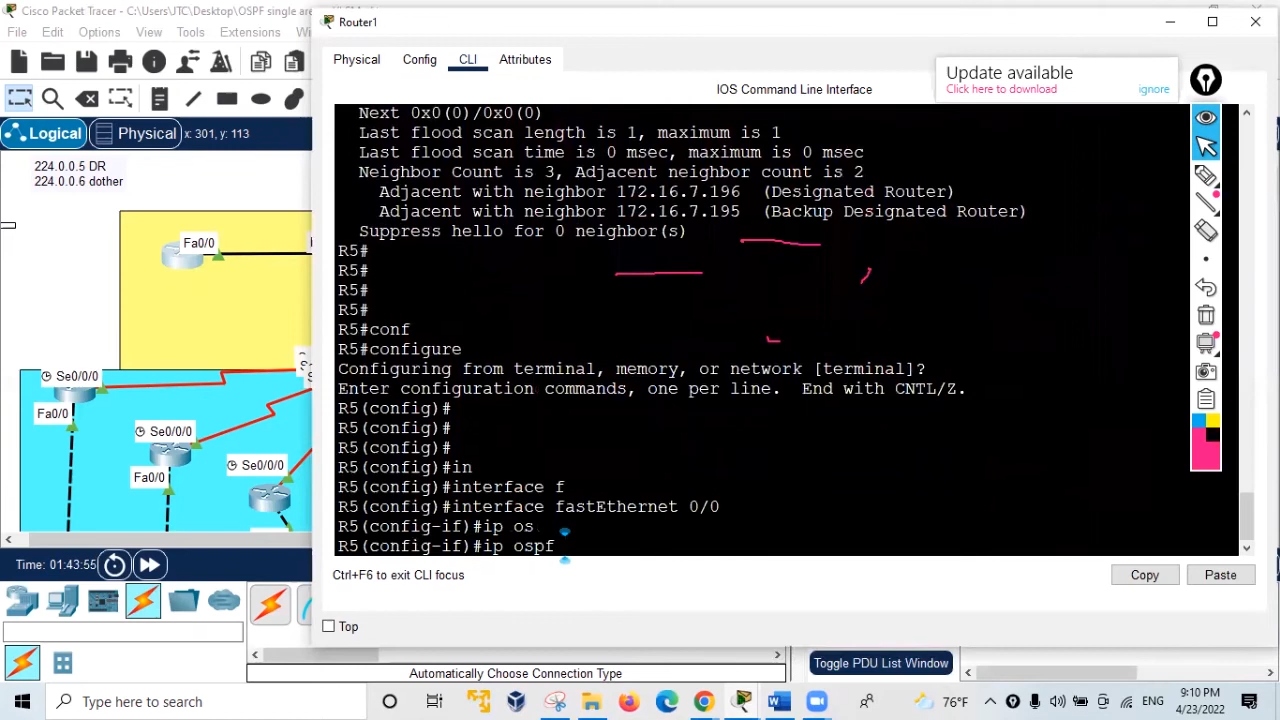 Cisco Packet Tracer - C:\Users\JTC\Desktop\OSPF single are
Router1
File Edit Options View Tools Extensions
Physical Config CLI Attributes
Update available
Click here to download ignore
IOS Command Line Interface
Logical Physical x: 301, y: 113
Next 0x0(0)/0x0(0)
Last flood scan length is 1, maximum is 1
Last flood scan time is 0 msec, maximum is 0 msec
Neighbor Count is 3, Adjacent neighbor count is 2
Adjacent with neighbor 172.16.7.196 (Designated Router)
Adjacent with neighbor 172.16.7.195 (Backup Designated Router)
Suppress hello for 0 neighbor(s)
R5#
R5#
R5#
R5#
R5#conf
R5#configure
Configuring from terminal, memory, or network [terminal]?
Enter configuration commands, one per line. End with CNTL/Z.
R5(config)#
R5(config)#
R5(config)#
R5(config)#in
R5(config)#interface f
R5(config)#interface fastEthernet 0/0
R5(config-if)#ip os
R5(config-if)#ip ospf
224.0.0.5 DR
224.0.0.6 dother
Fa0/0
Se0/0/0
Fa0/0
Se0/0/0
Fa0/0
Se0/0/0
Time: 01:43:55
Ctrl+F6 to exit CLI focus
Copy Paste
Top
Automatically Choose Connection Type
Toggle PDU List Window
Type here to search
76°F
ENG
9:10 PM
4/23/2022